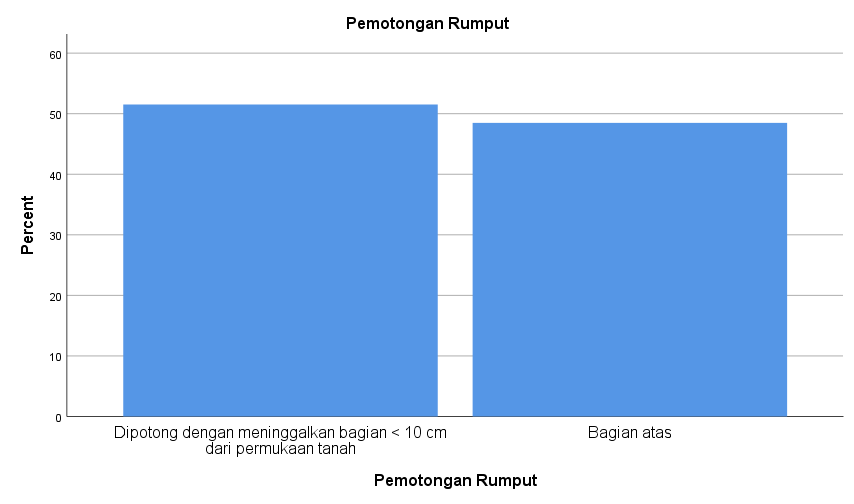 Pemotongan Rumput
60
50
40
30
20
10
0
Percent
Dipotong dengan meninggalkan bagian < 10 cm
dari permukaan tanah
Bagian atas
Pemotongan Rumput